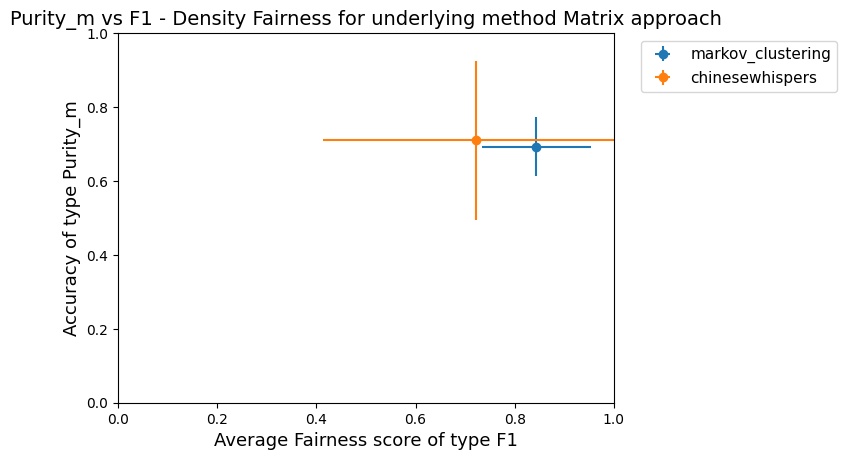 Purity_m vs F1 - Density Fairness for underlying method Matrix approach
markov_clustering
chinesewhispers
Accuracy of type Purity_m
1.0
0.8
0.6
0.4
0.2
0.0
0.0 0.2 0.4 0.6 0.8 1.0
Average Fairness score of type F1